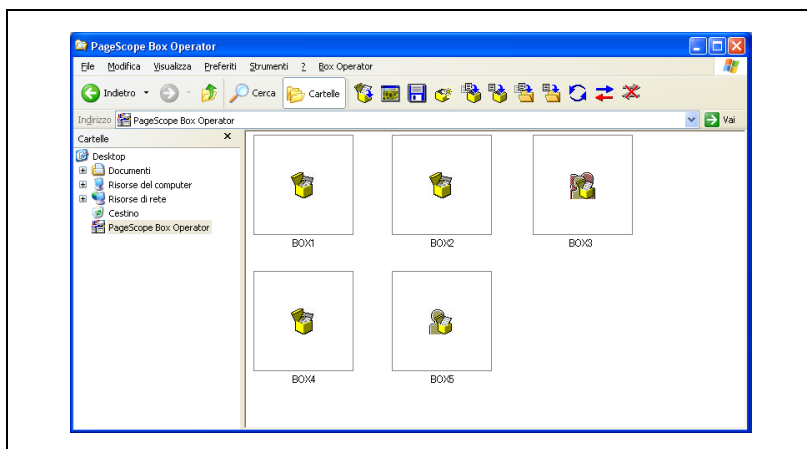 PageScope Box Operator
File Modifica Visualizza Preferiti Strumenti ? Box Operator
Indietro Cerca Cartelle
Indirizzo PageScope Box Operator Vai
Cartelle x
Desktop
Documenti
Risorse del computer
Risorse di rete
Cestino
PageScope Box Operator
BOX1 BOX2 BOX3
BOX4 BOX5